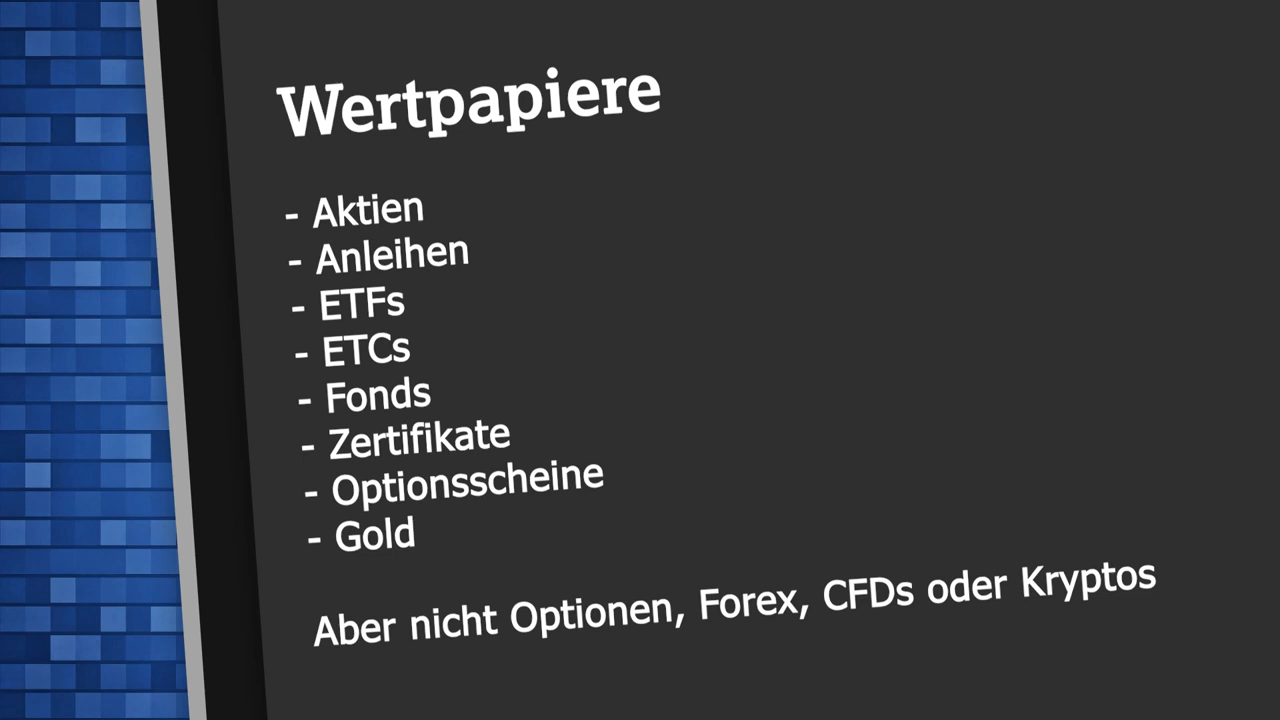 Wertpapiere
- Aktien
- Anleihen
- ETFs
- ETCs
- Fonds
- Zertifikate
- Optionsscheine
- Gold
Aber nicht Optionen, Forex, CFDs oder Kryptos